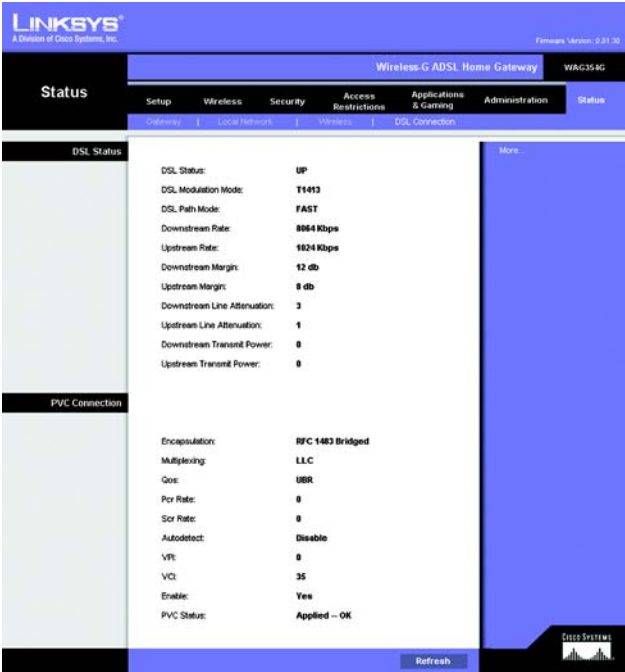 LINKSYS®
A Division of Cisco Systems, Inc.
Firmware Version: 0.01.30
Wireless-G ADSL Home Gateway
WAG354G
Status
Setup
Wireless
Security
Access Restrictions
Applications & Gaming
Administration
Status
Gateway | Local Network | Wireless | DSL Connection
DSL Status
More...
DSL Status: UP
DSL Modulation Mode: T1413
DSL Path Mode: FAST
Downstream Rate: 8064 Kbps
Upstream Rate: 1024 Kbps
Downstream Margin: 12 db
Upstream Margin: 8 db
Downstream Line Attenuation: 3
Upstream Line Attenuation: 1
Downstream Transmit Power: 0
Upstream Transmit Power: 0
PVC Connection
Encapsulation: RFC 1483 Bridged
Multiplexing: LLC
Qos: UBR
Pcr Rate: 0
Scr Rate: 0
Autodetect: Disable
VPI: 0
VCI: 35
Enable: Yes
PVC Status: Applied -- OK
Refresh
CISCO SYSTEMS